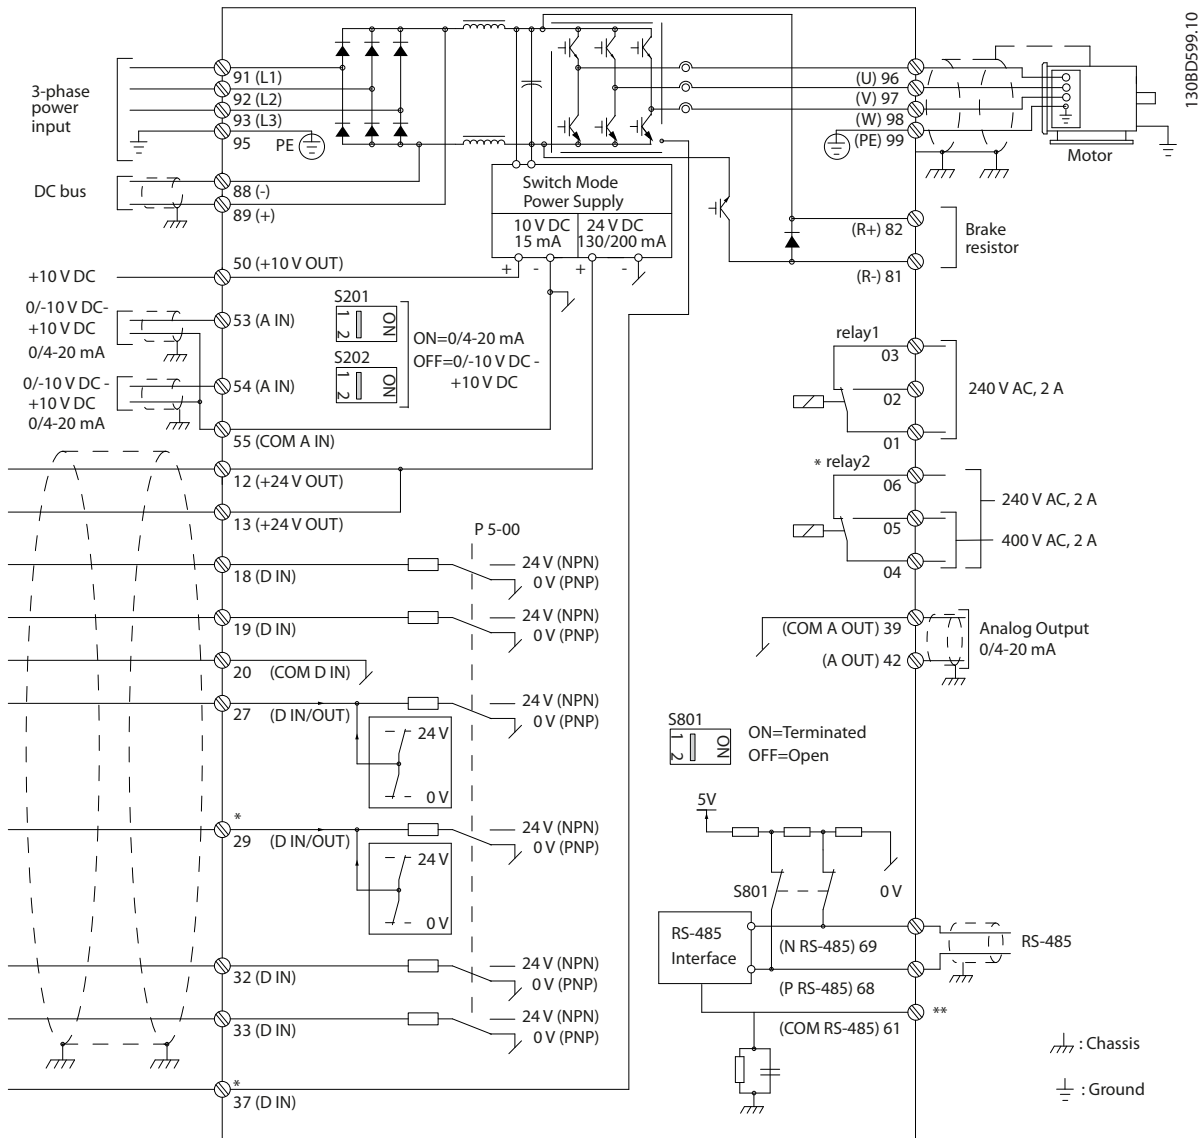 130BD599.10
3-phase
power
input
91 (L1)
92 (L2)
93 (L3)
95
PE
(U) 96
(V) 97
(W) 98
(PE) 99
Motor
DC bus
88 (-)
89 (+)
Switch Mode
Power Supply
10 V DC
15 mA
24 V DC
130/200 mA
+
-
+
-
(R+) 82
(R-) 81
Brake
resistor
+10 V DC
50 (+10 V OUT)
0/-10 V DC-
+10 V DC
0/4-20 mA
53 (A IN)
S201
1
2
ON
S202
1
2
ON
ON=0/4-20 mA
OFF=0/-10 V DC -
+10 V DC
0/-10 V DC -
+10 V DC
0/4-20 mA
54 (A IN)
55 (COM A IN)
relay1
03
02
01
240 V AC, 2 A
* relay2
06
05
04
240 V AC, 2 A
400 V AC, 2 A
12 (+24 V OUT)
13 (+24 V OUT)
P 5-00
18 (D IN)
24 V (NPN)
0 V (PNP)
19 (D IN)
24 V (NPN)
0 V (PNP)
20 (COM D IN)
27 (D IN/OUT)
24 V (NPN)
0 V (PNP)
24 V
0 V
*
29 (D IN/OUT)
24 V (NPN)
0 V (PNP)
24 V
0 V
32 (D IN)
24 V (NPN)
0 V (PNP)
33 (D IN)
24 V (NPN)
0 V (PNP)
*
37 (D IN)
(COM A OUT) 39
(A OUT) 42
Analog Output
0/4-20 mA
S801
1
2
ON
ON=Terminated
OFF=Open
5V
S801
0 V
RS-485
Interface
(N RS-485) 69
(P RS-485) 68
(COM RS-485) 61
RS-485
**
: Chassis
: Ground